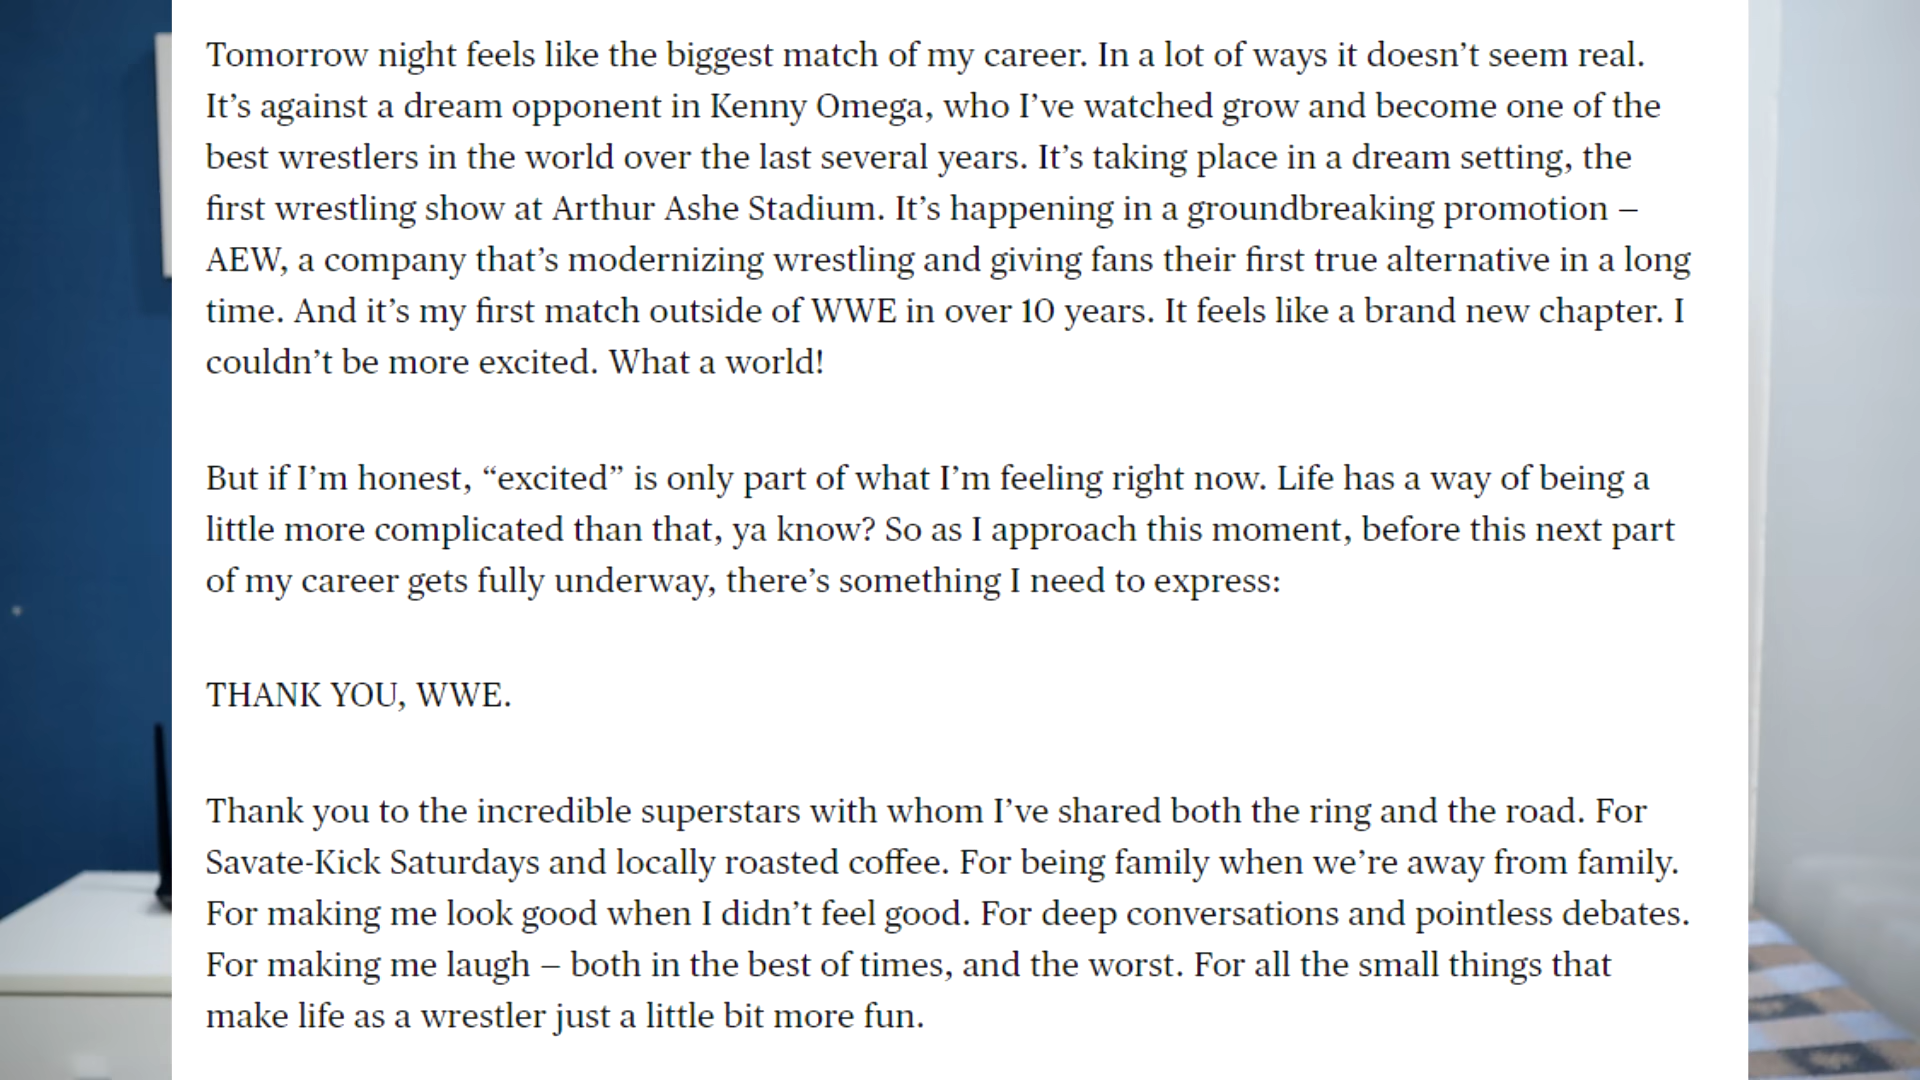 Tomorrow night feels like the biggest match of my career. In a lot of ways it doesn’t seem real.
It’s against a dream opponent in Kenny Omega, who I’ve watched grow and become one of the
best wrestlers in the world over the last several years. It’s taking place in a dream setting, the
first wrestling show at Arthur Ashe Stadium. It’s happening in a groundbreaking promotion –
AEW, a company that’s modernizing wrestling and giving fans their first true alternative in a long
time. And it’s my first match outside of WWE in over 10 years. It feels like a brand new chapter. I
couldn’t be more excited. What a world!
But if I’m honest, “excited” is only part of what I’m feeling right now. Life has a way of being a
little more complicated than that, ya know? So as I approach this moment, before this next part
of my career gets fully underway, there’s something I need to express:
THANK YOU, WWE.
Thank you to the incredible superstars with whom I’ve shared both the ring and the road. For
Savate-Kick Saturdays and locally roasted coffee. For being family when we’re away from family.
For making me look good when I didn’t feel good. For deep conversations and pointless debates.
For making me laugh – both in the best of times, and the worst. For all the small things that
make life as a wrestler just a little bit more fun.